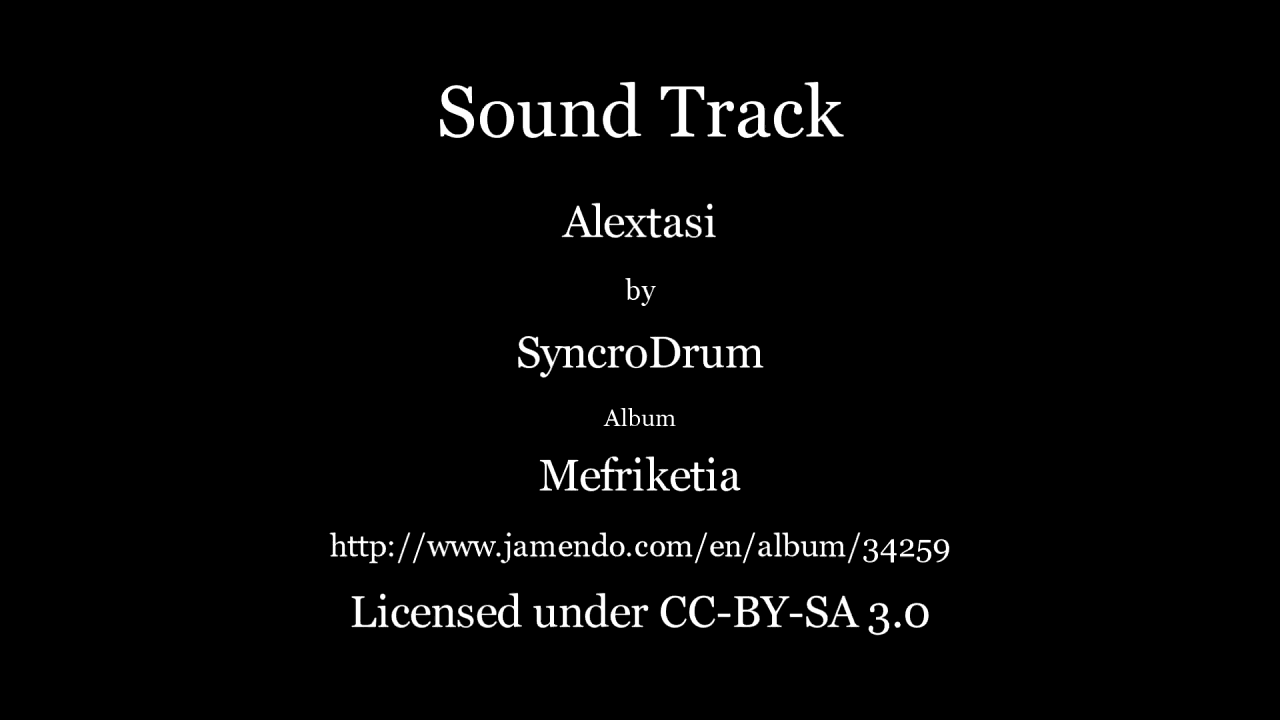 Sound Track
Alextasi
by
SyncroDrum
Album
Mefriketia
http://www.jamendo.com/en/album/34259
Licensed under CC-BY-SA 3.0